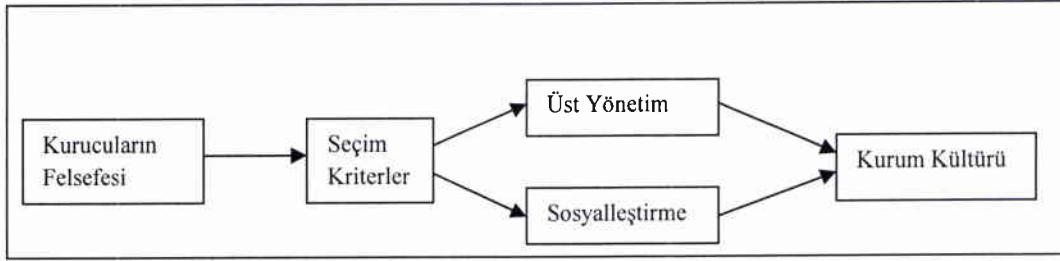 Kurucuların
Felsefesi
Seçim
Kriterler
Üst Yönetim
Sosyalleştirme
Kurum Kültürü